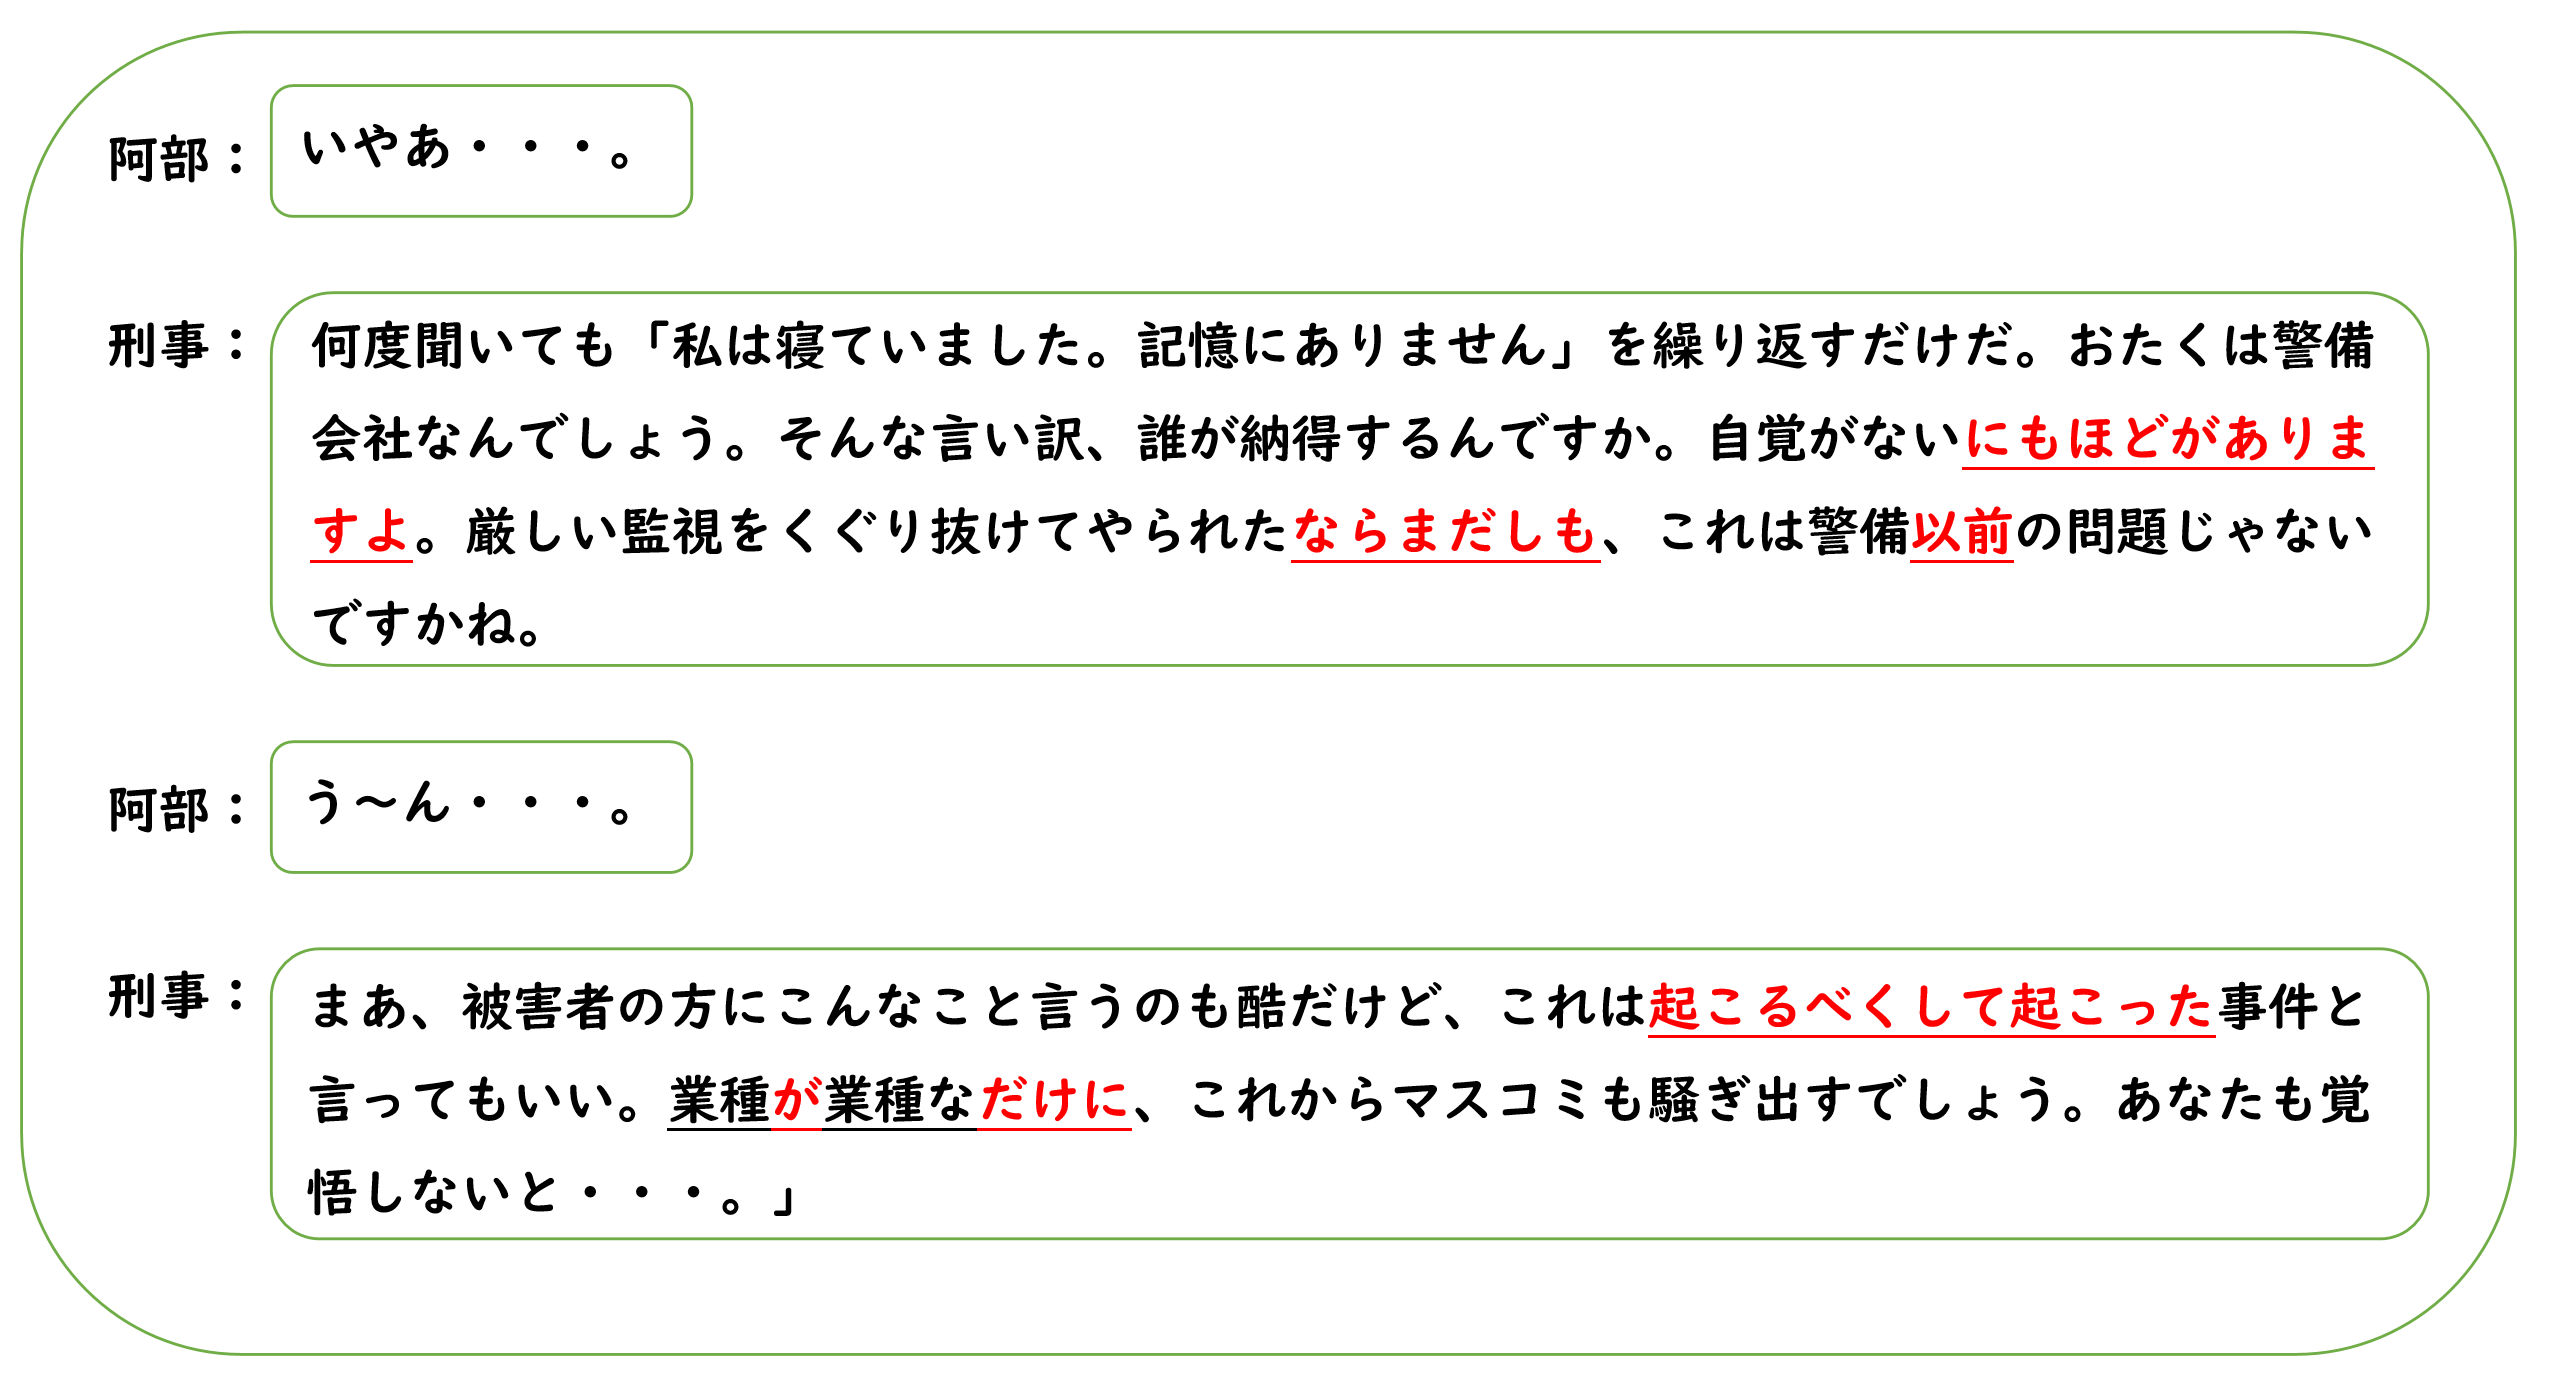 阿部：いやあ・・・。
刑事：何度聞いても「私は寝ていました。記憶にありません」を繰り返すだけだ。おたくは警備
会社なんでしょう。そんな言い訳、誰が納得するんですか。自覚がないにもほどがありま
すよ。厳しい監視をくぐり抜けてやられたならまだしも、これは警備以前の問題じゃない
ですかね。
阿部：う～ん・・・。
刑事：まあ、被害者の方にこんなこと言うのも酷だけど、これは起こるべくして起こった事件と
言ってもいい。業種が業種なだけに、これからマスコミも騒ぎ出すでしょう。あなたも覚
悟しないと・・・。」